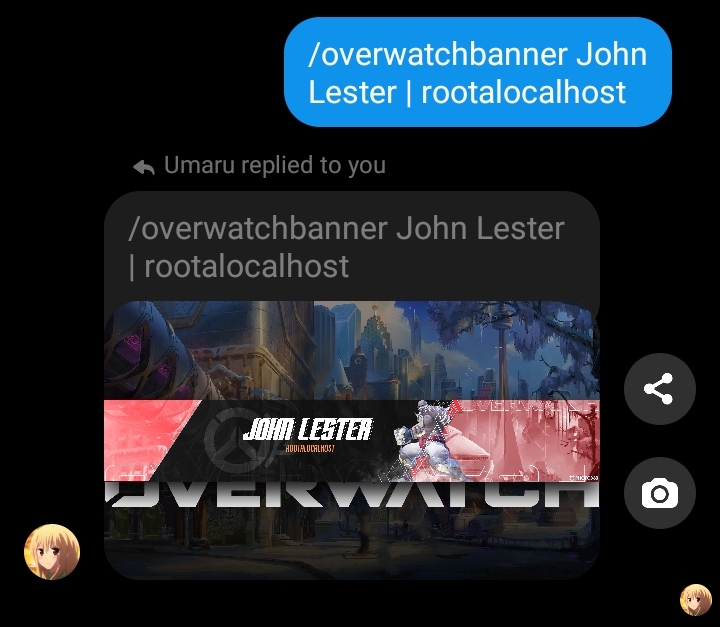 /overwatchbanner John
Lester | rootalocalhost
Umaru replied to you
/overwatchbanner John Lester
| rootalocalhost
JOHN LESTER
ROOTALOCALHOST
OVERWATCH